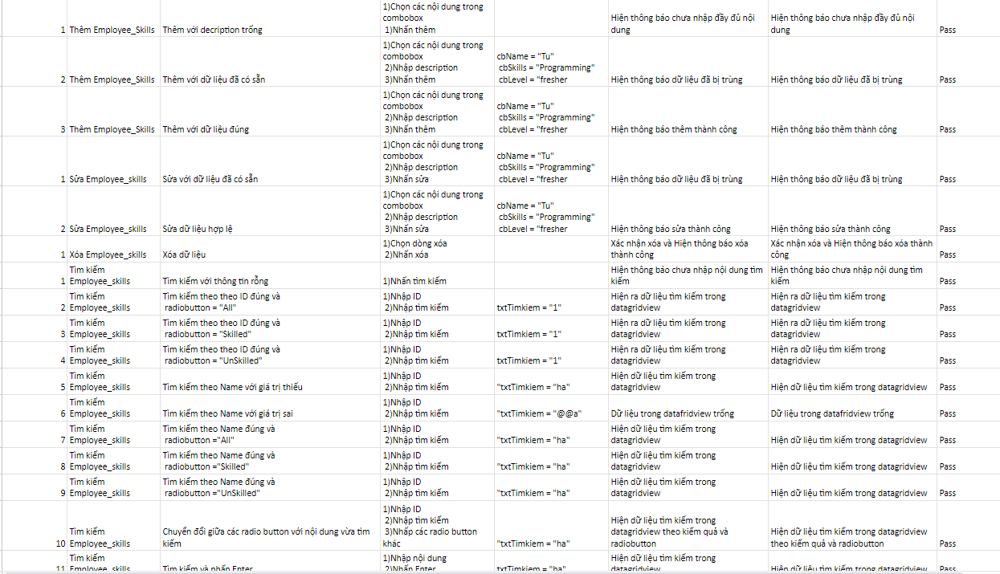 1 Thêm Employee_Skills Thêm với decription trống 1)Chọn các nội dung trong Hiện thông báo chưa nhập đầy đủ nội Hiện thông báo chưa nhập đầy đủ nội Pass
combobox dung dung
1)Nhấn thêm
2 Thêm Employee_Skills Thêm với dữ liệu đã có sẵn 1)Chọn các nội dung trong cbName = "Tu" Hiện thông báo dữ liệu đã bị trùng Hiện thông báo dữ liệu đã bị trùng Pass
combobox cbSkills = "Programming"
2)Nhập description cbLevel = "fresher
3)Nhấn thêm
3 Thêm Employee_Skills Thêm với dữ liệu đúng 1)Chọn các nội dung trong cbName = "Tu" Hiện thông báo thêm thành công Hiện thông báo thêm thành công Pass
combobox cbSkills = "Programming"
2)Nhập description cbLevel = "fresher
3)Nhấn thêm
1 Sửa Employee_skills Sửa với dữ liệu đã có sẵn 1)Chọn các nội dung trong cbName = "Tu" Hiện thông báo dữ liệu đã bị trùng Hiện thông báo dữ liệu đã bị trùng Pass
combobox cbSkills = "Programming"
2)Nhập description cbLevel = "fresher
3)Nhấn sửa
2 Sửa Employee_skills Sửa dữ liệu hợp lệ 1)Chọn các nội dung trong cbName = "Tu" Hiện thông báo sửa thành công Hiện thông báo sửa thành công Pass
combobox cbSkills = "Programming"
2)Nhập description cbLevel = "fresher
3)Nhấn sửa
1 Xóa Employee_skills Xóa dữ liệu 1)Chọn dòng xóa Xác nhận xóa và Hiện thông báo xóa Xác nhận xóa và Hiện thông báo xóa thành Pass
2)Nhấn xóa thành công công
1 Tìm kiếm Tìm kiếm với thông tin rỗng 1)Nhấn tìm kiếm Hiện thông báo chưa nhập nội dung tìm Hiện thông báo chưa nhập nội dung tìm Pass
Employee_skills kiếm kiếm
2 Tìm kiếm Tìm kiếm theo theo ID đúng và 1)Nhập ID txtTimkiem = "1" Hiện ra dữ liệu tìm kiếm trong Hiện ra dữ liệu tìm kiếm trong Pass
Employee_skills radiobutton = "All" 2)Nhập tìm kiếm datagridview datagridview
3 Tìm kiếm Tìm kiếm theo theo ID đúng và 1)Nhập ID txtTimkiem = "1" Hiện ra dữ liệu tìm kiếm trong Hiện ra dữ liệu tìm kiếm trong Pass
Employee_skills radiobutton = "Skilled" 2)Nhập tìm kiếm datagridview datagridview
4 Tìm kiếm Tìm kiếm theo theo ID đúng và 1)Nhập ID txtTimkiem = "1" Hiện ra dữ liệu tìm kiếm trong Hiện ra dữ liệu tìm kiếm trong Pass
Employee_skills radiobutton = "UnSkilled" 2)Nhập tìm kiếm datagridview datagridview
5 Tìm kiếm Tìm kiếm theo Name với giá trị thiếu 1)Nhập ID "txtTimkiem = "ha" Hiện dữ liệu tìm kiếm trong Hiện dữ liệu tìm kiếm trong datagridview Pass
Employee_skills 2)Nhập tìm kiếm datagridview
6 Tìm kiếm Tìm kiếm theo Name với giá trị sai 1)Nhập ID "txtTimkiem = "@@a" Dữ liệu trong datafridview trống Dữ liệu trong datafridview trống Pass
Employee_skills 2)Nhập tìm kiếm
7 Tìm kiếm Tìm kiếm theo Name đúng và 1)Nhập ID "txtTimkiem = "ha" Hiện dữ liệu tìm kiếm trong Hiện dữ liệu tìm kiếm trong datagridview Pass
Employee_skills radiobutton ="All" 2)Nhập tìm kiếm datagridview
8 Tìm kiếm Tìm kiếm theo Name đúng và 1)Nhập ID "txtTimkiem = "ha" Hiện dữ liệu tìm kiếm trong Hiện dữ liệu tìm kiếm trong datagridview Pass
Employee_skills radiobutton ="Skilled" 2)Nhập tìm kiếm datagridview
9 Tìm kiếm Tìm kiếm theo Name đúng và 1)Nhập ID "txtTimkiem = "ha" Hiện dữ liệu tìm kiếm trong Hiện dữ liệu tìm kiếm trong datagridview Pass
Employee_skills radiobutton ="UnSkilled" 2)Nhập tìm kiếm datagridview
10 Tìm kiếm Chuyển đổi giữa các radio button với nội dung vừa tìm 1)Nhập ID "txtTimkiem = "ha" Hiện dữ liệu tìm kiếm trong Hiện dữ liệu tìm kiếm trong datagridview Pass
Employee_skills kiếm 2)Nhập tìm kiếm datagridview theo kiếm quả và theo kiếm quả và radiobutton
3)Nhấp các radio button radiobutton
khác
11 Tìm kiếm Tìm kiếm và nhấn Enter 1)Nhập nội dung txtTimkiem = "ha" Hiện dữ liệu tìm kiếm trong Hiện dữ liệu tìm kiếm trong datagridview Pass
Employee_skills 2)Nhấn Enter datagridview